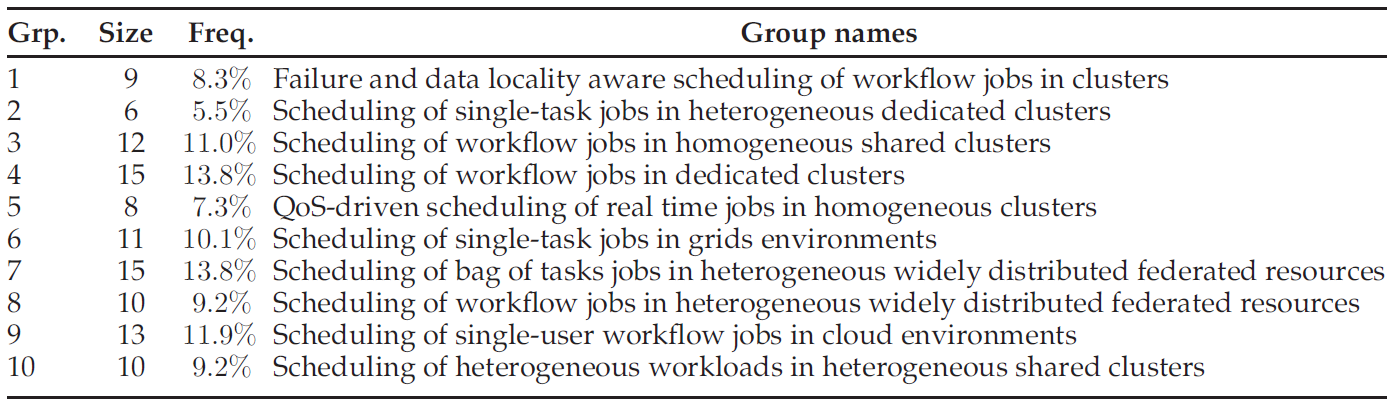 Grp. Size Freq. Group names
1 9 8.3% Failure and data locality aware scheduling of workflow jobs in clusters
2 6 5.5% Scheduling of single-task jobs in heterogeneous dedicated clusters
3 12 11.0% Scheduling of workflow jobs in homogeneous shared clusters
4 15 13.8% Scheduling of workflow jobs in dedicated clusters
5 8 7.3% QoS-driven scheduling of real time jobs in homogeneous clusters
6 11 10.1% Scheduling of single-task jobs in grids environments
7 15 13.8% Scheduling of bag of tasks jobs in heterogeneous widely distributed federated resources
8 10 9.2% Scheduling of workflow jobs in heterogeneous widely distributed federated resources
9 13 11.9% Scheduling of single-user workflow jobs in cloud environments
10 10 9.2% Scheduling of heterogeneous workloads in heterogeneous shared clusters